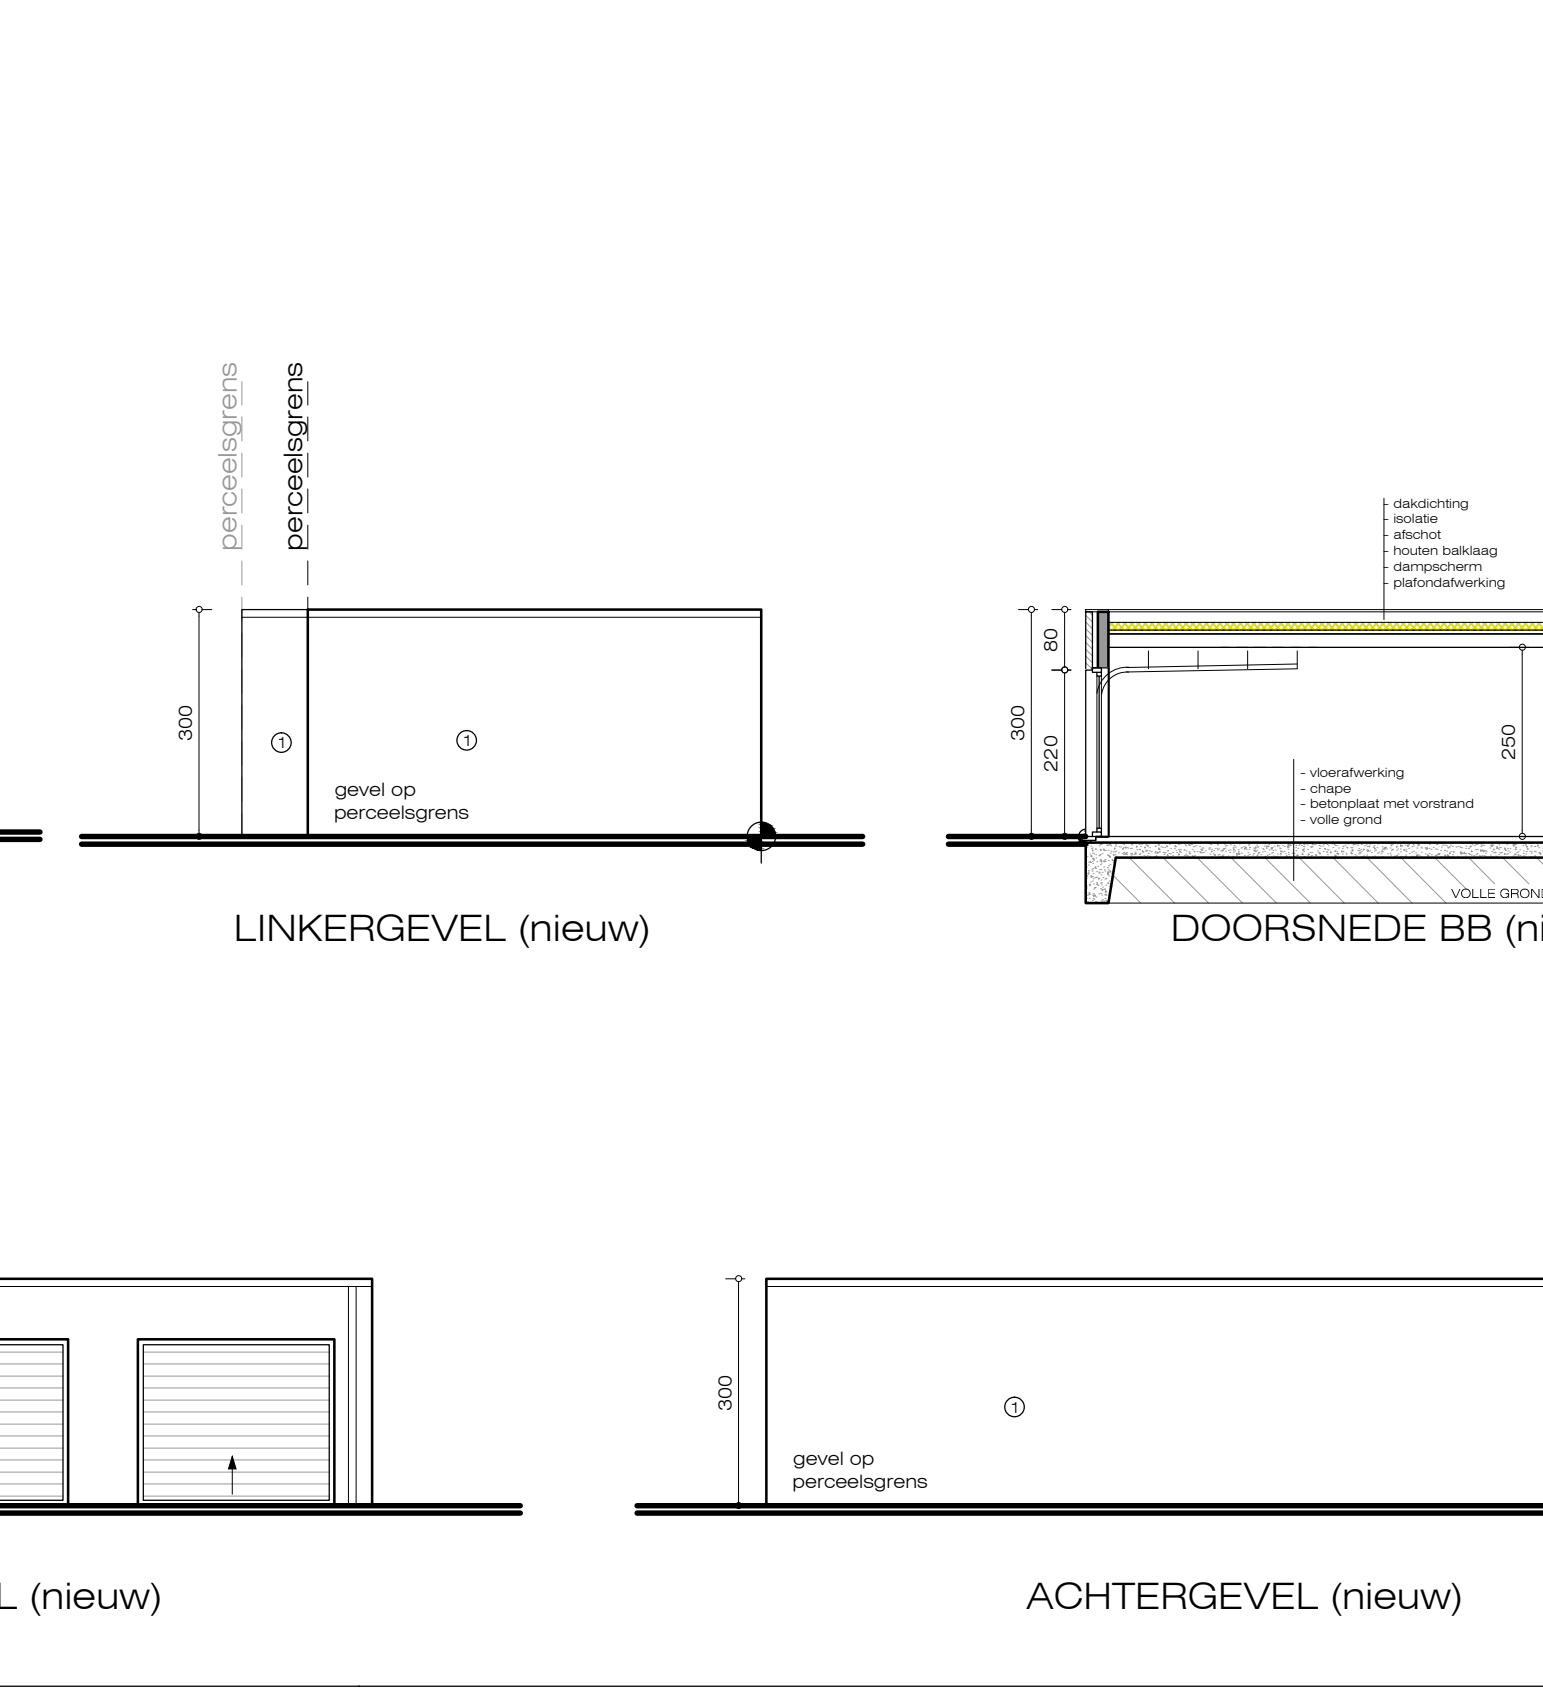 perceelsgrens
perceelsgrens
300
1
1
gevel op
perceelsgrens
LINKERGEVEL (nieuw)
- dakdichting
- isolatie
- afschot
- houten balklaag
- dampscherm
- plafondafwerking
80
300
220
250
- vloerafwerking
- chape
- betonplaat met vorstrand
- volle grond
VOLLE GROND
DOORSNEDE BB (ni
300
1
gevel op
perceelsgrens
L (nieuw)
ACHTERGEVEL (nieuw)